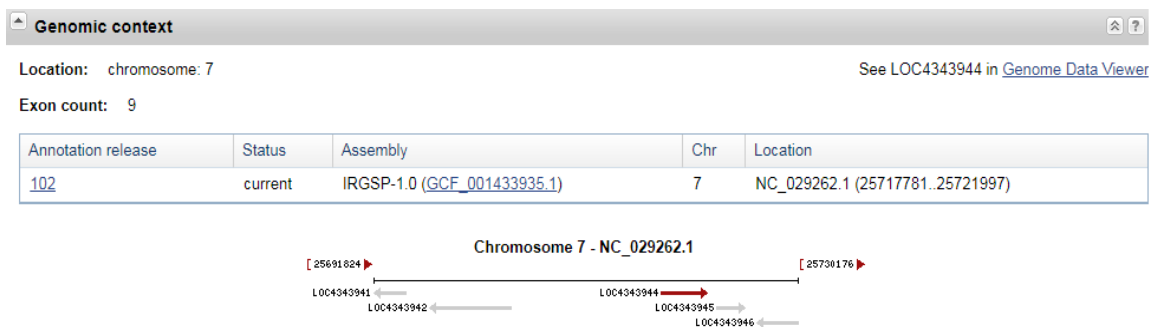 Genomic context
Location: chromosome: 7
See LOC4343944 in Genome Data Viewer
Exon count: 9
Annotation release Status Assembly Chr Location
102 current IRGSP-1.0 (GCF_001433935.1) 7 NC_029262.1 (25717781..25721997)
Chromosome 7 - NC_029262.1
[ 25691824 [ 25730176
LOC4343941 LOC4343944
LOC4343942 LOC4343945
LOC4343946